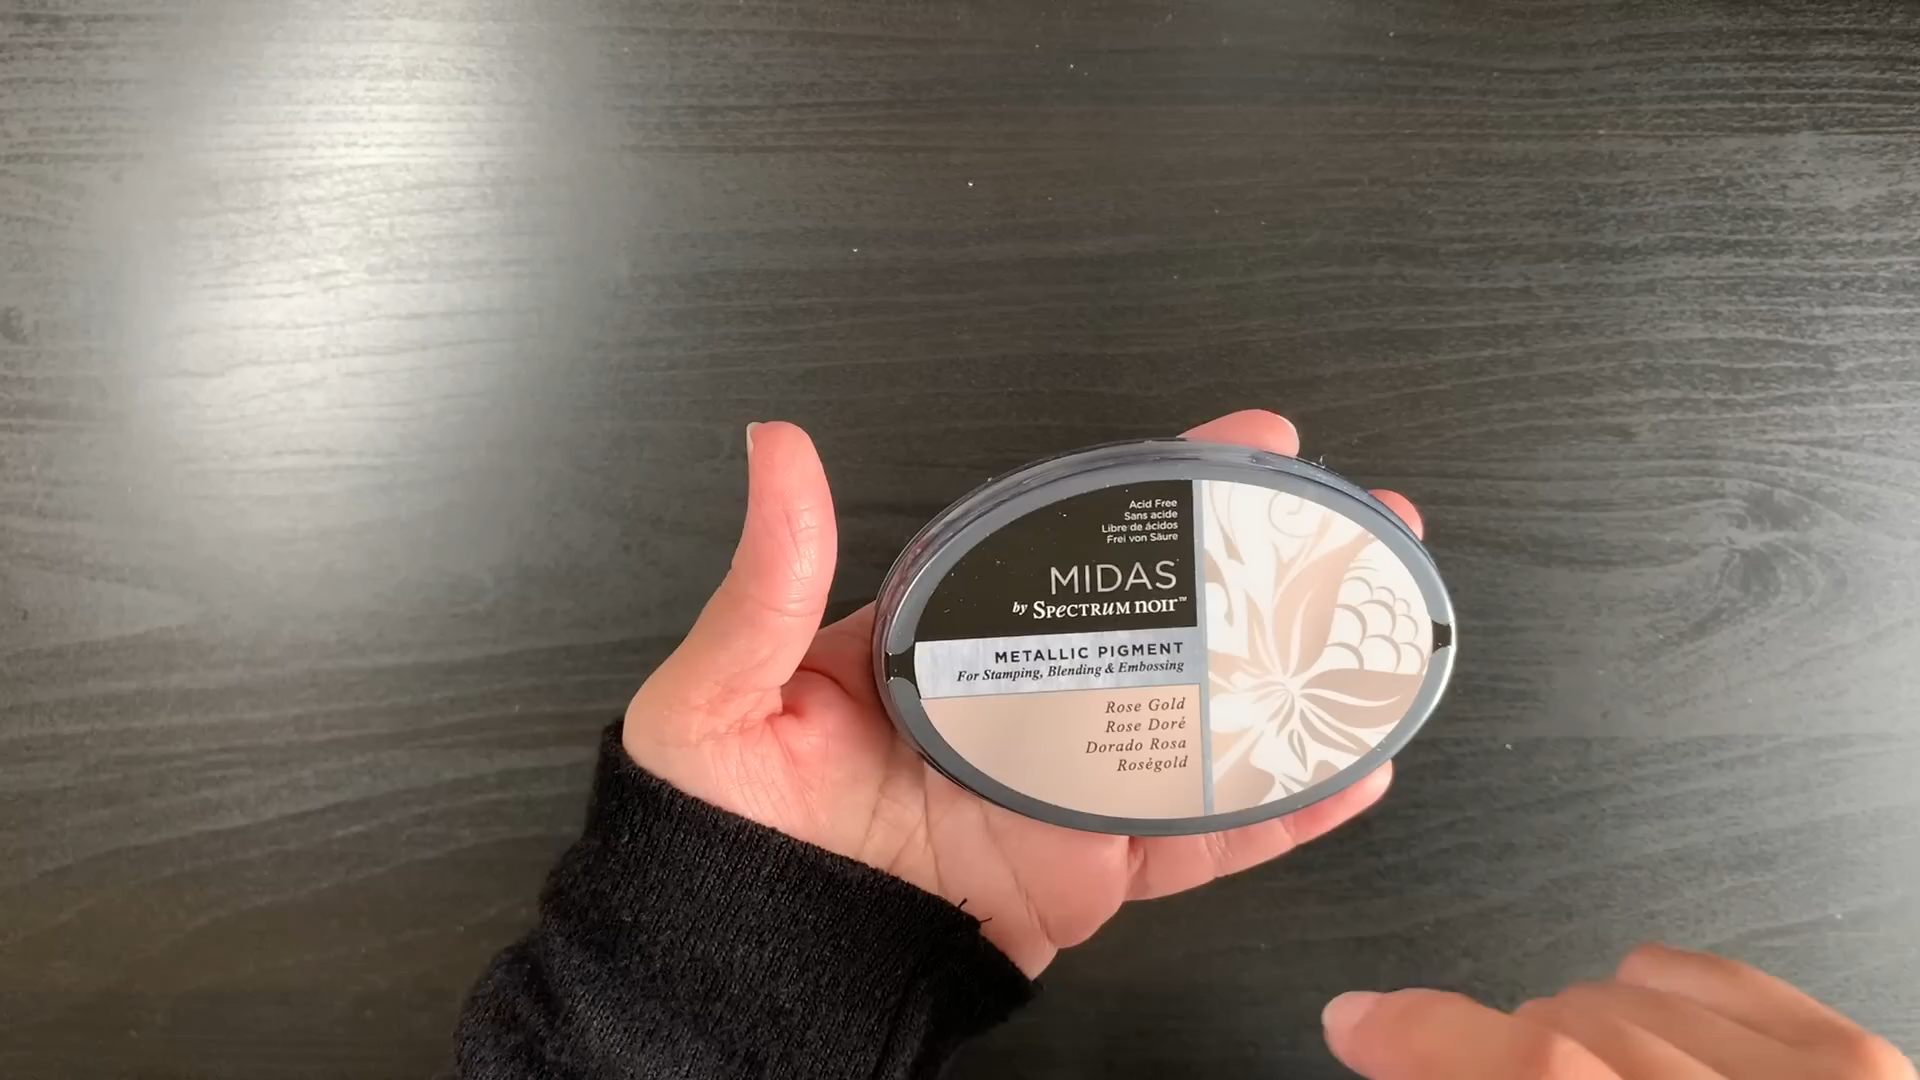 Acid Free
Sans acide
Libre de ácidos
Frei von Säure
MIDAS
by SPECTRUM NOIR™
METALLIC PIGMENT
For Stamping, Blending & Embossing
Rose Gold
Rose Doré
Dorado Rosa
Roségold